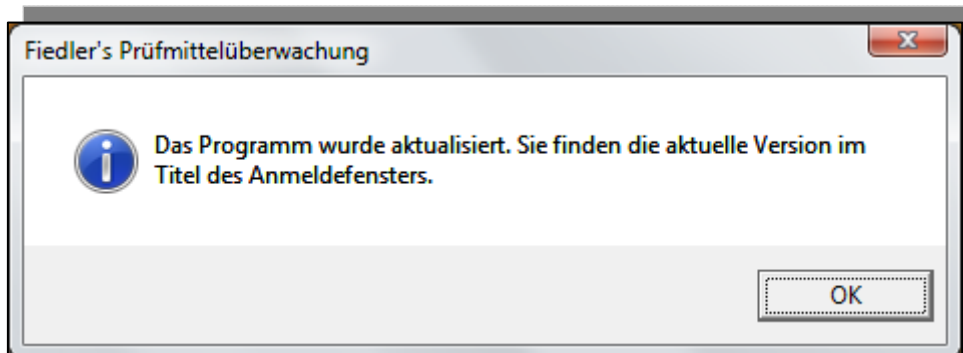 Fiedler's Prüfmittelüberwachung
Das Programm wurde aktualisiert. Sie finden die aktuelle Version im
Titel des Anmeldefensters.
OK